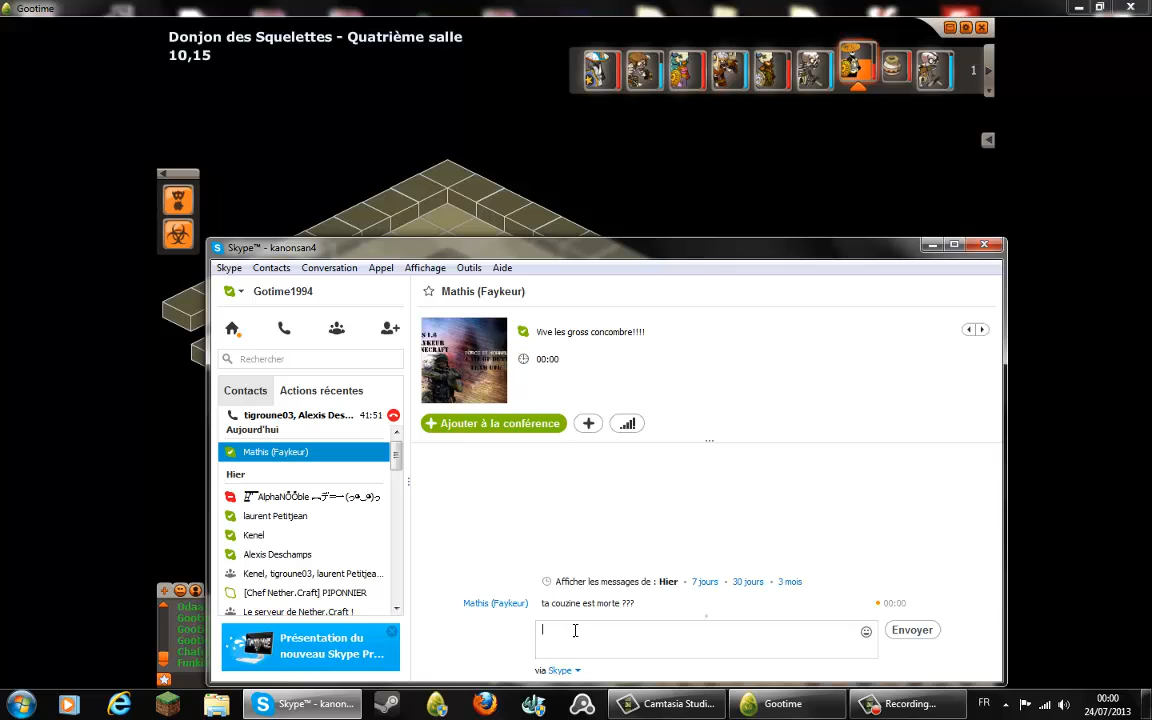 Gootime
Donjon des Squelettes - Quatrième salle
10,15
1
Skype™ - kanonsan4
Skype Contacts Conversation Appel Affichage Outils Aide
Gotime1994
Mathis (Faykeur)
Vive les gross concombre!!!!
00:00
Rechercher
Contacts Actions récentes
Ajouter à la conférence
tigroune03, Alexis Des... 41:51
Aujourd'hui
Mathis (Faykeur)
Hier
laurent Petitjean
Kenel
Alexis Deschamps
Kenel, tigroune03, laurent Petitjea...
[Chef Nether.Craft] PIPONNIER
Le serveur de Nether.Craft !
Afficher les messages de : Hier • 7 jours • 30 jours • 3 mois
Mathis (Faykeur) ta couzine est morte ??? 00:00
Envoyer
via Skype
Présentation du
nouveau Skype Pr...
Skype™ - kanon...
Camtasia Studi...
Gootime
Recording...
FR
00:00
24/07/2013